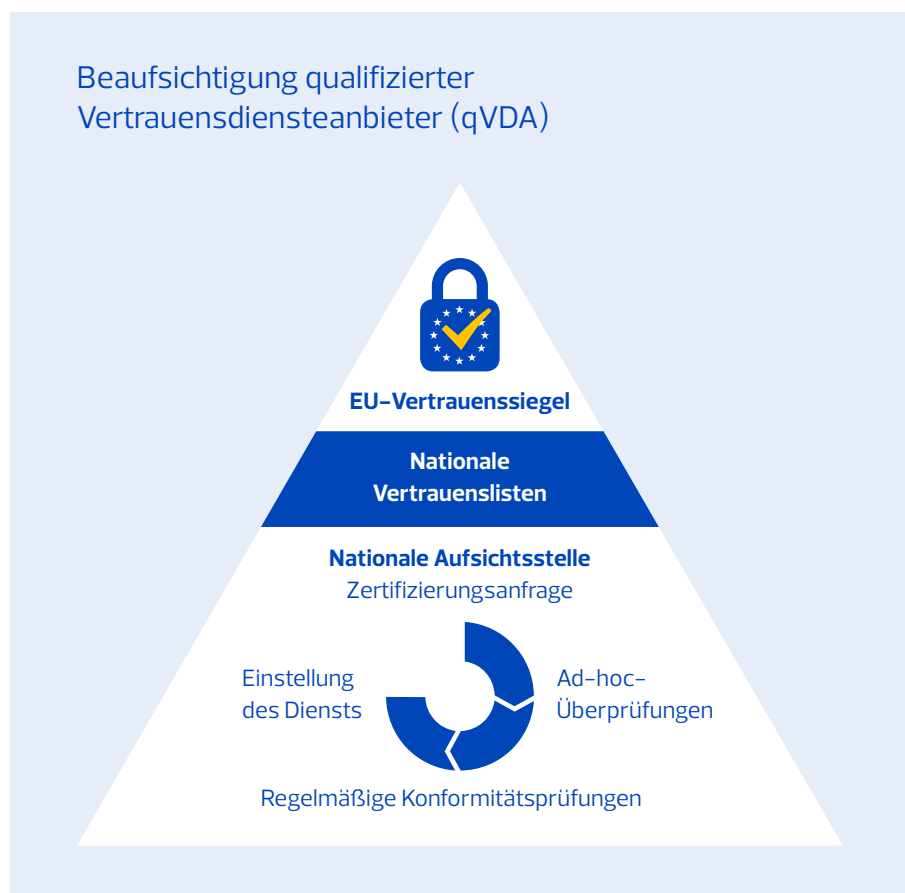 Beaufsichtigung qualifizierter
Vertrauensdiensteanbieter (qVDA)
EU-Vertrauenssiegel
Nationale
Vertrauenslisten
Nationale Aufsichtsstelle
Zertifizierungsanfrage
Einstellung
des Diensts
Ad-hoc-
Überprüfungen
Regelmäßige Konformitätsprüfungen